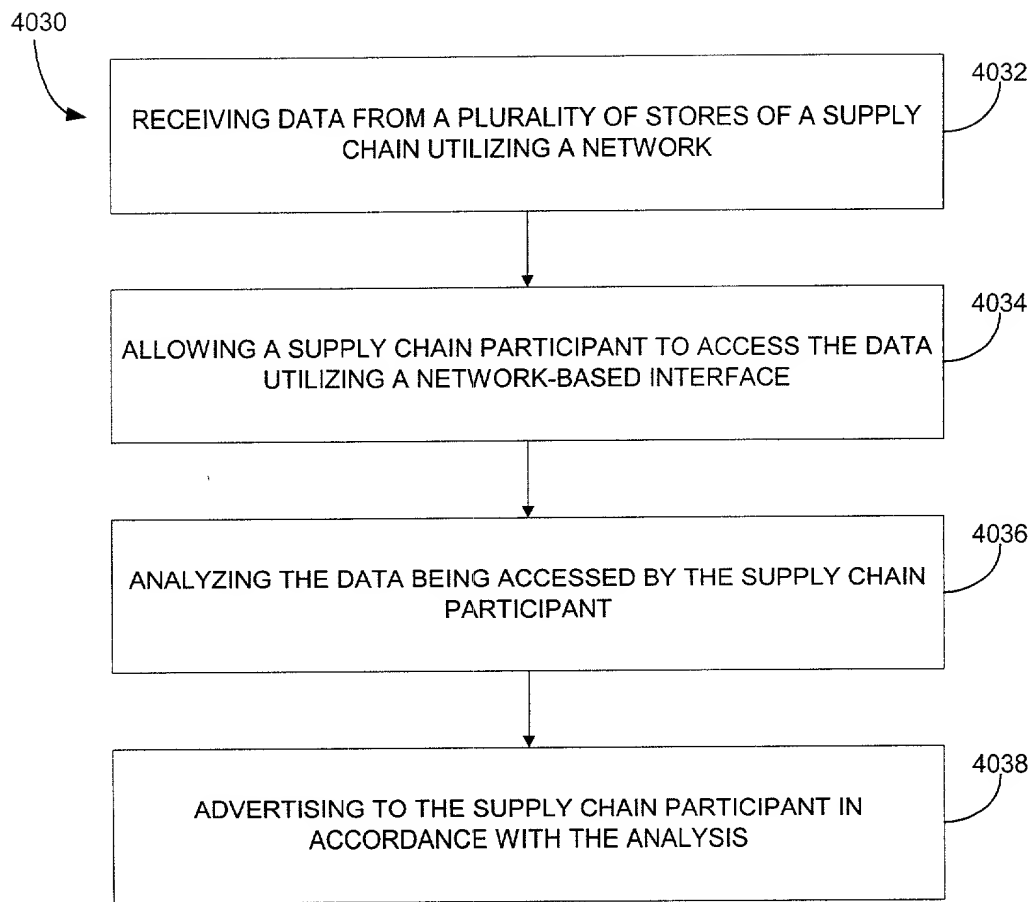 4030
4032
RECEIVING DATA FROM A PLURALITY OF STORES OF A SUPPLY
CHAIN UTILIZING A NETWORK
4034
ALLOWING A SUPPLY CHAIN PARTICIPANT TO ACCESS THE DATA
UTILIZING A NETWORK-BASED INTERFACE
4036
ANALYZING THE DATA BEING ACCESSED BY THE SUPPLY CHAIN
PARTICIPANT
4038
ADVERTISING TO THE SUPPLY CHAIN PARTICIPANT IN
ACCORDANCE WITH THE ANALYSIS